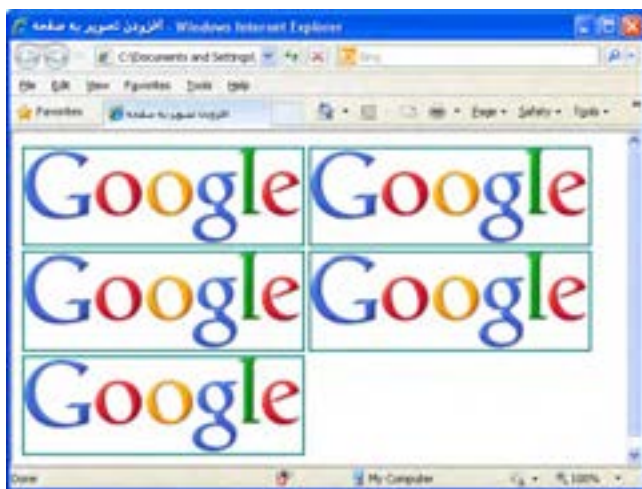 افزودن تصویر به صفحه - Windows Internet Explorer
C:\Documents and Settings\ Bing
File Edit View Favorites Tools Help
Favorites افزودن تصویر به صفحه Page Safety Tools
Google Google
Google Google
Google
Done My Computer 100%